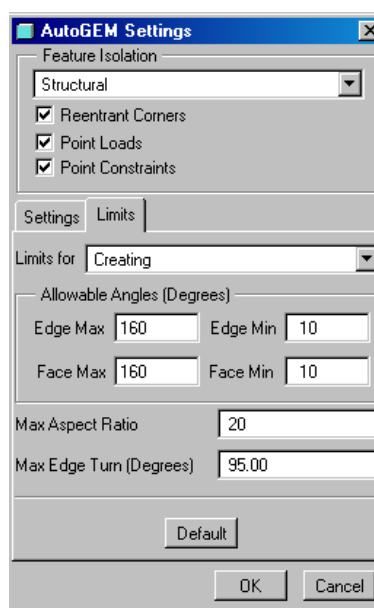 AutoGEM Settings
Feature Isolation
Structural
Reentrant Corners
Point Loads
Point Constraints
Settings Limits
Limits for Creating
Allowable Angles (Degrees)
Edge Max 160 Edge Min 10
Face Max 160 Face Min 10
Max Aspect Ratio 20
Max Edge Turn (Degrees) 95.00
Default
OK Cancel